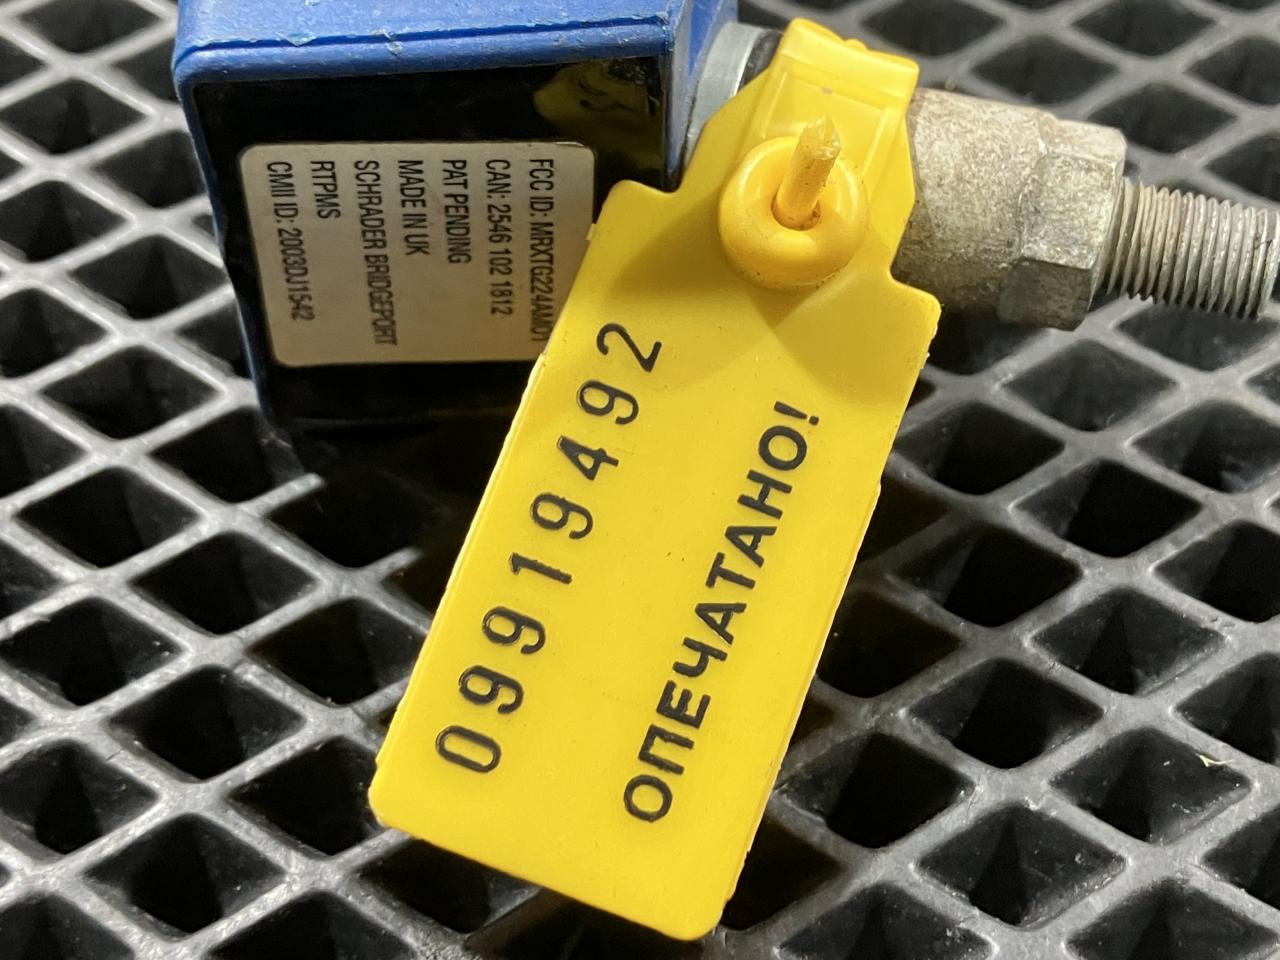 FCC ID: MRXTG224AM01
CAN: 2546 102 1812
PAT PENDING
MADE IN UK
SCHRADER BRIDGEPORT
RTPMS
CMII ID: 2003DJ1542
09919492
ОПЕЧАТАНО!